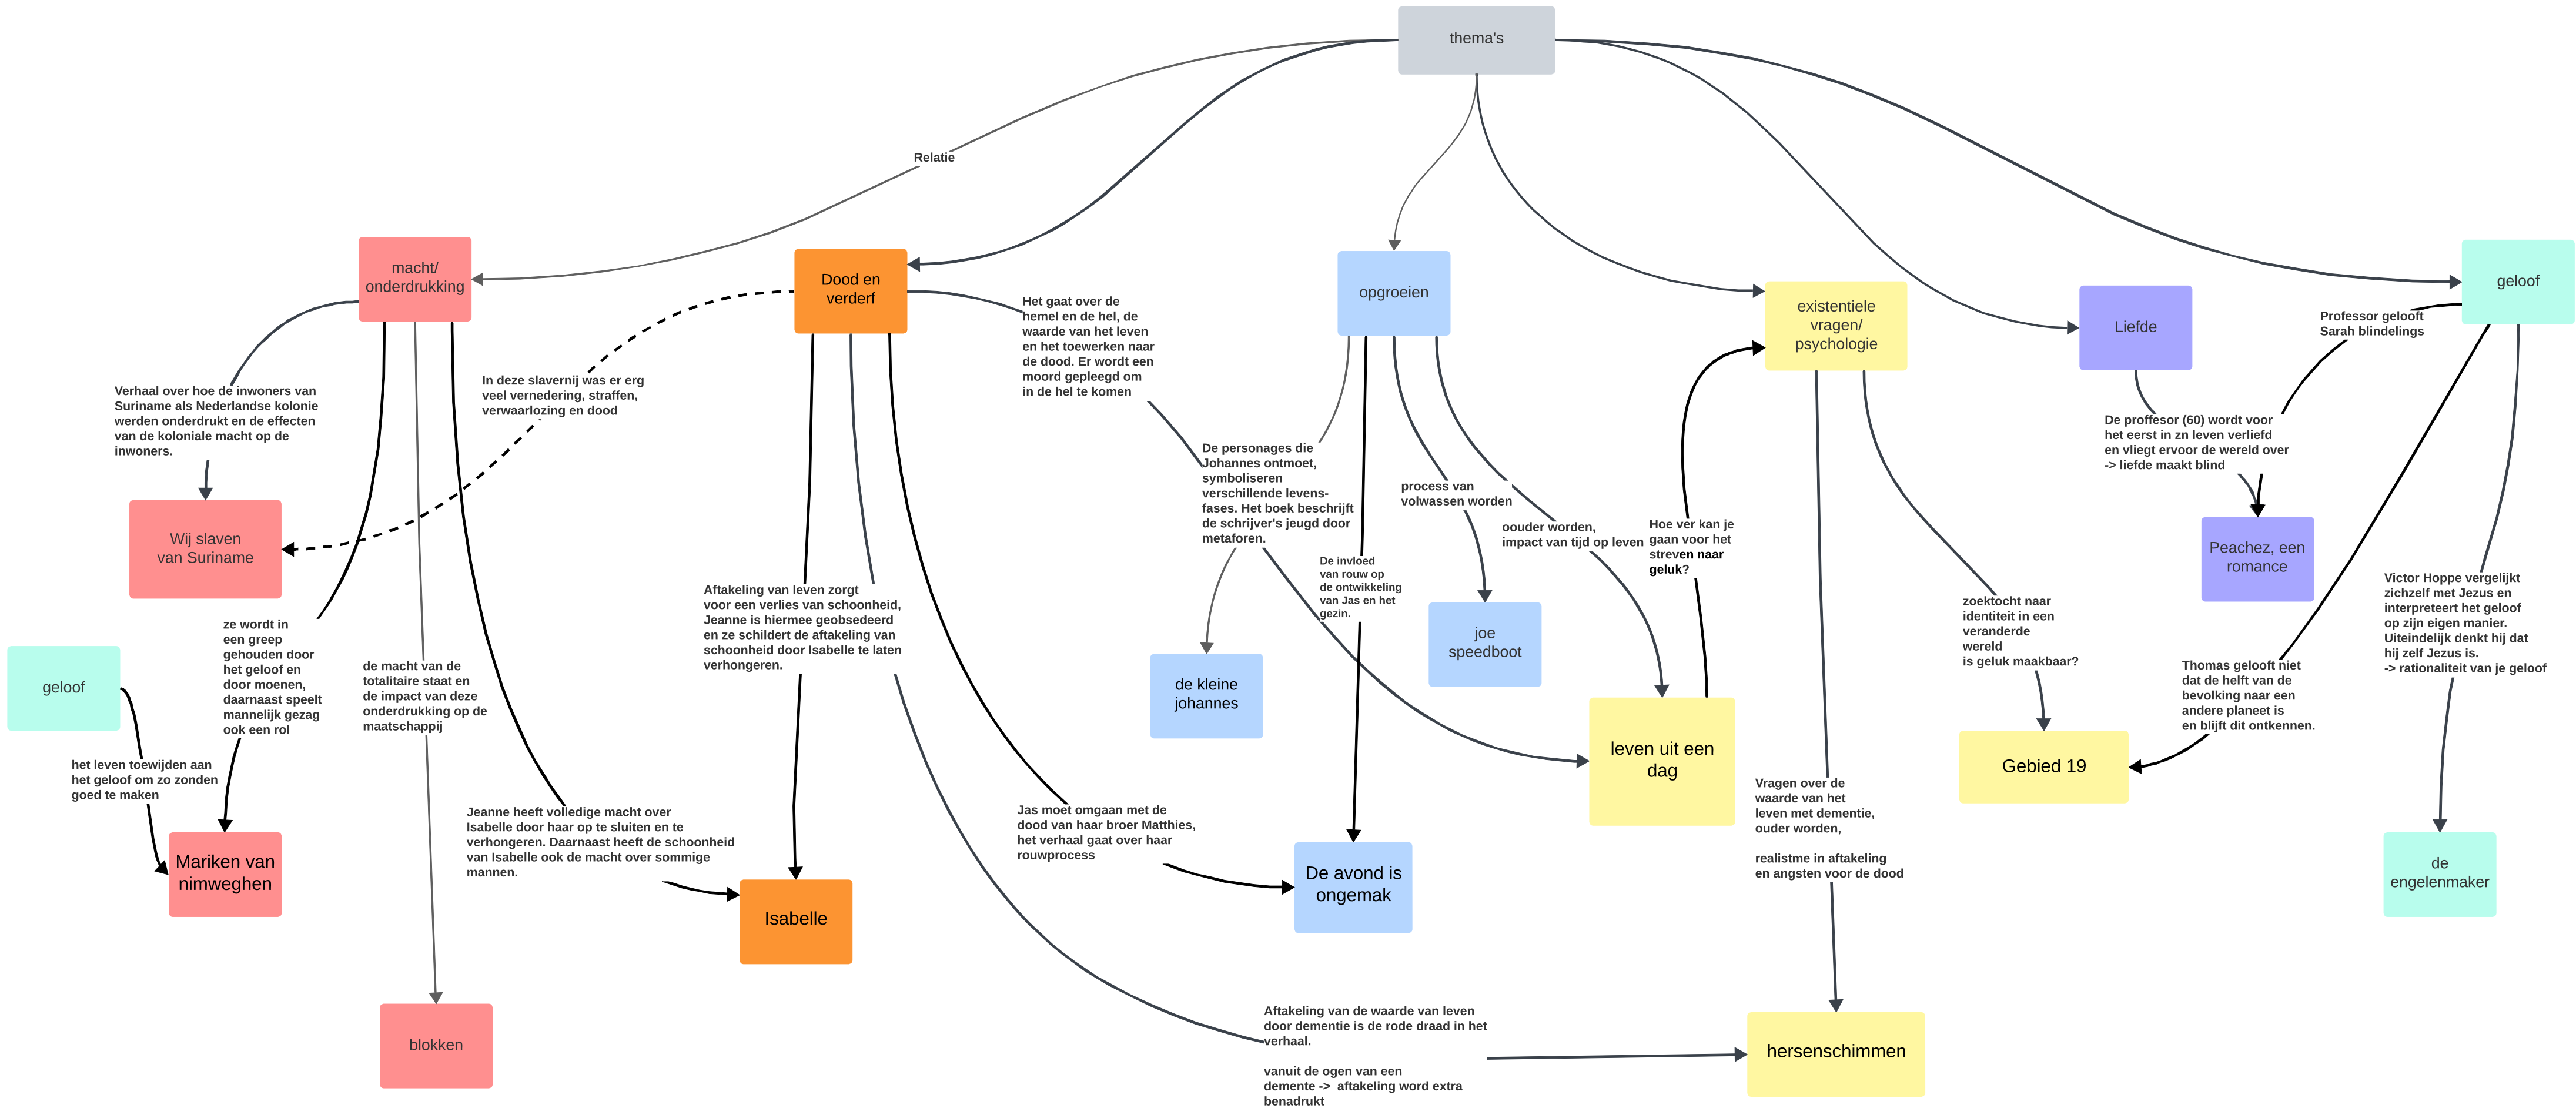 thema's
Relatie
macht/
onderdrukking
Dood en
verderf
opgroeien
existentiele
vragen/
psychologie
Liefde
geloof
Professor gelooft
Sarah blindelings
Het gaat over de
hemel en de hel, de
waarde van het leven
en het toewerken naar
de dood. Er wordt een
moord gepleegd om
in de hel te komen
In deze slavernij was er erg
veel vernedering, straffen,
verwaarlozing en dood
Verhaal over hoe de inwoners van
Suriname als Nederlandse kolonie
werden onderdrukt en de effecten
van de koloniale macht op de
inwoners.
De proffesor (60) wordt voor
het eerst in zn leven verliefd
en vliegt ervoor de wereld over
-> liefde maakt blind
De personages die
Johannes ontmoet,
symboliseren
verschillende levens-
fases. Het boek beschrijft
de schrijver's jeugd door
metaforen.
process van
volwassen worden
oouder worden,
impact van tijd op leven
Hoe ver kan je
gaan voor het
streven naar
geluk?
Wij slaven
van Suriname
Peachez, een
romance
De invloed
van rouw op
de ontwikkeling
van Jas en het
gezin.
Aftakeling van leven zorgt
voor een verlies van schoonheid,
Jeanne is hiermee geobsedeerd
en ze schildert de aftakeling van
schoonheid door Isabelle te laten
verhongeren.
joe
speedboot
zoektocht naar
identiteit in een
veranderde
wereld
is geluk maakbaar?
Victor Hoppe vergelijkt
zichzelf met Jezus en
interpreteert het geloof
op zijn eigen manier.
Uiteindelijk denkt hij dat
hij zelf Jezus is.
-> rationaliteit van je geloof
geloof
ze wordt in
een greep
gehouden door
het geloof en
door moenen,
daarnaast speelt
mannelijk gezag
ook een rol
de macht van de
totalitaire staat en
de impact van deze
onderdrukking op de
maatschappij
de kleine
johannes
Thomas gelooft niet
dat de helft van de
bevolking naar een
andere planeet is
en blijft dit ontkennen.
leven uit een
dag
Gebied 19
het leven toewijden aan
het geloof om zo zonden
goed te maken
Vragen over de
waarde van het
leven met dementie,
ouder worden,
realistme in aftakeling
en angsten voor de dood
Jeanne heeft volledige macht over
Isabelle door haar op te sluiten en te
verhongeren. Daarnaast heeft de schoonheid
van Isabelle ook de macht over sommige
mannen.
Jas moet omgaan met de
dood van haar broer Matthies,
het verhaal gaat over haar
rouwprocess
Mariken van
nimweghen
Isabelle
De avond is
ongemak
de
engelenmaker
blokken
Aftakeling van de waarde van leven
door dementie is de rode draad in het
verhaal.
vanuit de ogen van een
demente -> aftakeling word extra
benadrukt
hersenschimmen